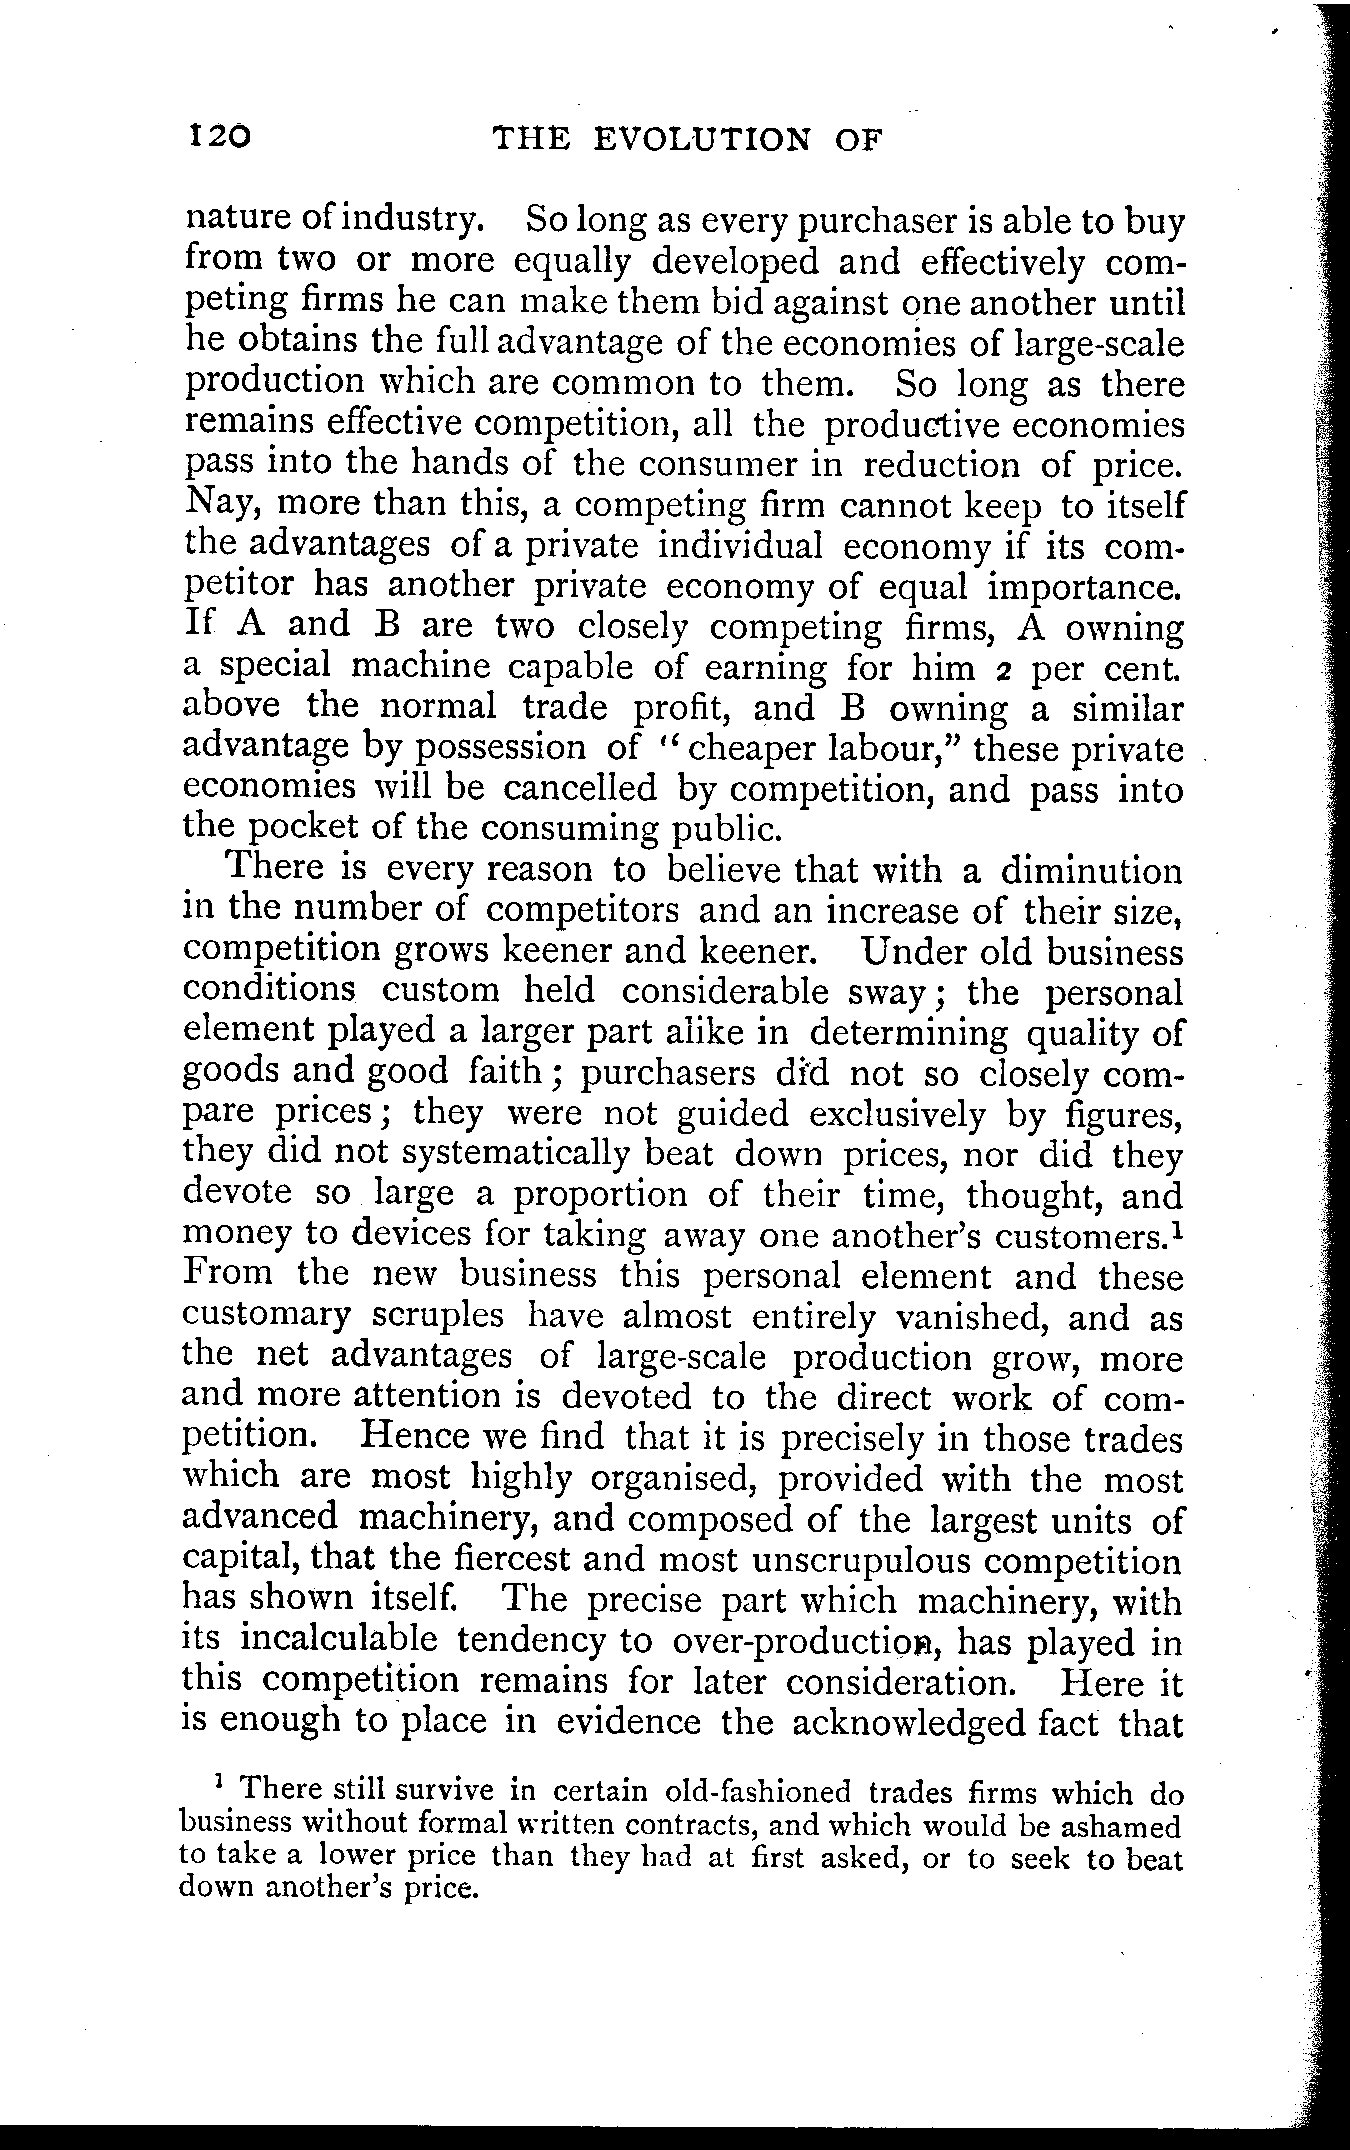 120 THE EVOLUTION OF
nature of industry. So long as every purchaser is able to buy
from two or more equally developed and effectively com-
peting firms he can make them bid against one another until
he obtains the full advantage of the economies of large-scale
production which are common to them. So long as there
remains effective competition, all the productive economies
pass into the hands of the consumer in reduction of price.
Nay, more than this, a competing firm cannot keep to itself
the advantages of a private individual economy if its com-
petitor has another private economy of equal importance.
If A and B are two closely competing firms, A owning
a special machine capable of earning for him 2 per cent.
above the normal trade profit, and B owning a similar
advantage by possession of "cheaper labour," these private
economies will be cancelled by competition, and pass into
the pocket of the consuming public.
There is every reason to believe that with a diminution
in the number of competitors and an increase of their size,
competition grows keener and keener. Under old business
conditions custom held considerable sway; the personal
element played a larger part alike in determining quality of
goods and good faith; purchasers did not so closely com-
pare prices; they were not guided exclusively by figures,
they did not systematically beat down prices, nor did they
devote so large a proportion of their time, thought, and
money to devices for taking away one another's customers.¹
From the new business this personal element and these
customary scruples have almost entirely vanished, and as
the net advantages of large-scale production grow, more
and more attention is devoted to the direct work of com-
petition. Hence we find that it is precisely in those trades
which are most highly organised, provided with the most
advanced machinery, and composed of the largest units of
capital, that the fiercest and most unscrupulous competition
has shown itself. The precise part which machinery, with
its incalculable tendency to over-production, has played in
this competition remains for later consideration. Here it
is enough to place in evidence the acknowledged fact that
¹ There still survive in certain old-fashioned trades firms which do
business without formal written contracts, and which would be ashamed
to take a lower price than they had at first asked, or to seek to beat
down another's price.